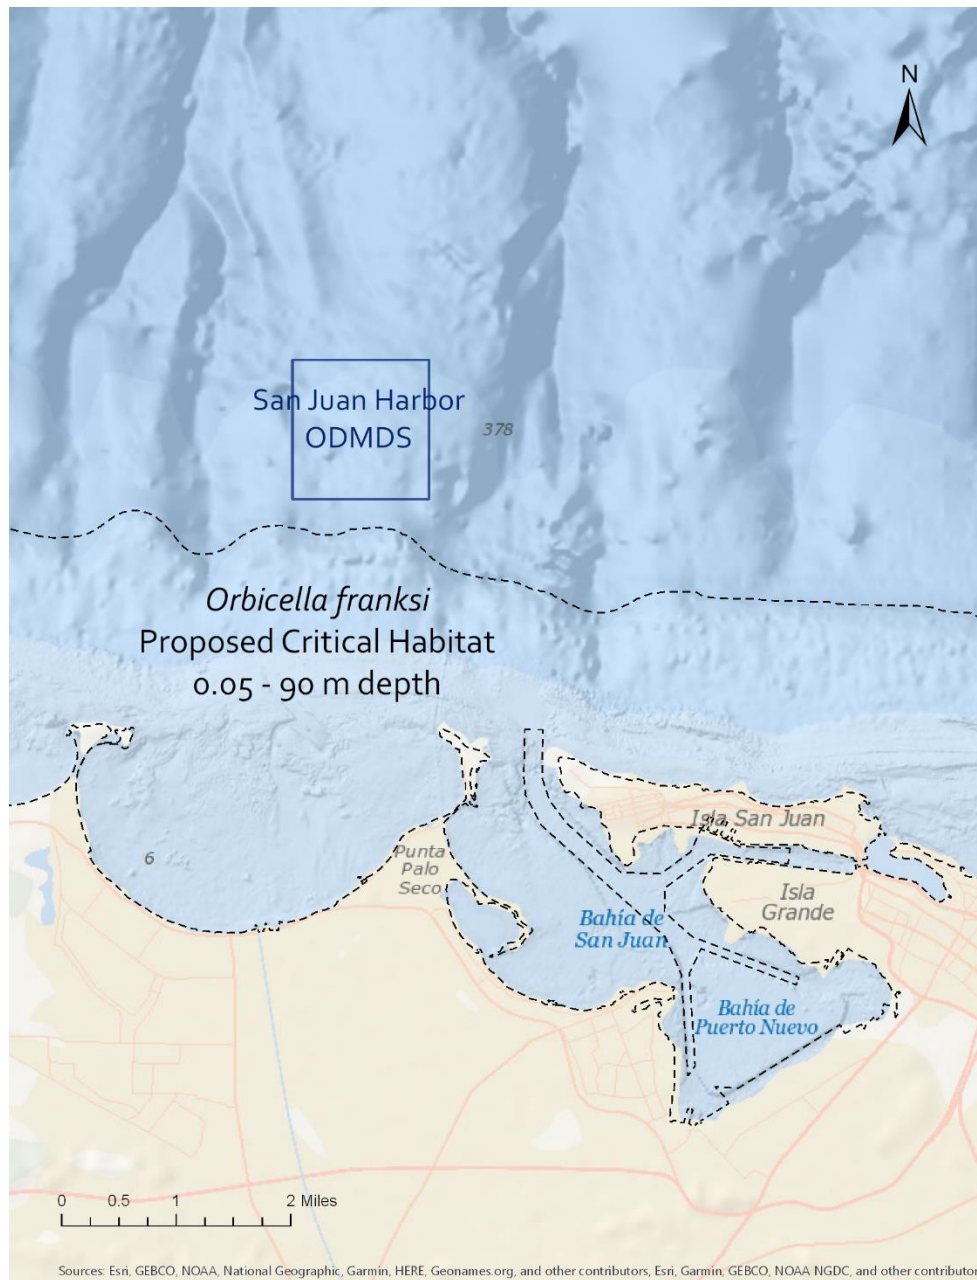 N
San Juan Harbor
ODMDS
378
Orbicella franksi
Proposed Critical Habitat
0.05 - 90 m depth
Isla San Juan
6
Punta
Palo
Seco
Isla
Grande
Bahía de
San Juan
Bahía de
Puerto Nuevo
0 0.5 1 2 Miles
Sources: Esri, GEBCO, NOAA, National Geographic, Garmin, HERE, Geonames.org, and other contributors, Esri, Garmin, GEBCO, NOAA NGDC, and other contributo